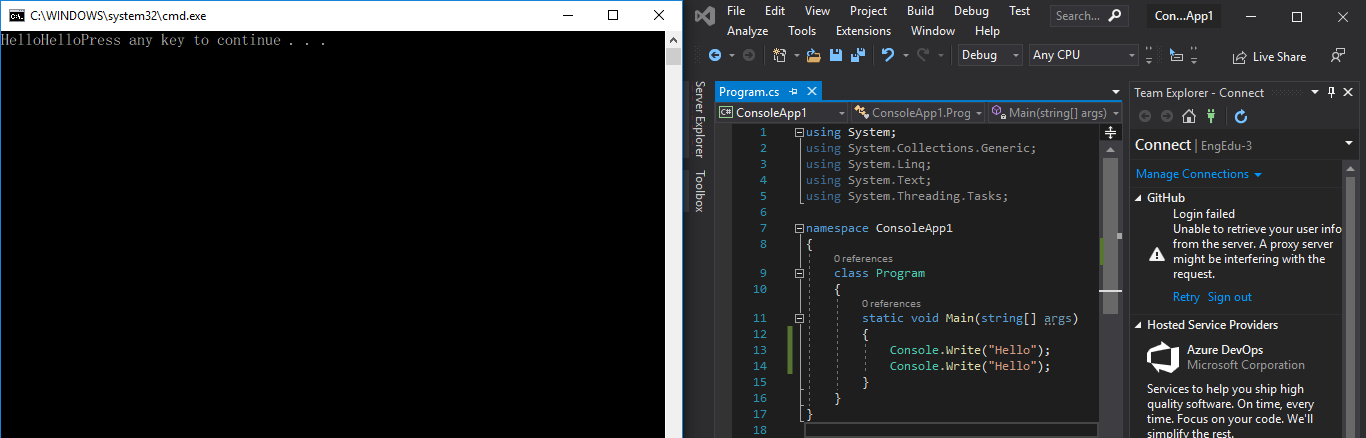 C:\WINDOWS\system32\cmd.exe
HelloHelloPress any key to continue . . .
File Edit View Project Build Debug Test
Analyze Tools Extensions Window Help
Search...
Con...App1
Debug
Any CPU
Live Share
Server Explorer
Toolbox
Program.cs
ConsoleApp1
ConsoleApp1.Prog
Main(string[] args)
1 using System;
2 using System.Collections.Generic;
3 using System.Linq;
4 using System.Text;
5 using System.Threading.Tasks;
6
7 namespace ConsoleApp1
8 {
0 references
9 class Program
10 {
0 references
11 static void Main(string[] args)
12 {
13 Console.Write("Hello");
14 Console.Write("Hello");
15 }
16 }
17 }
18
Team Explorer - Connect
Connect | EngEdu-3
Manage Connections
GitHub
Login failed
Unable to retrieve your user info
from the server. A proxy server
might be interfering with the
request.
Retry Sign out
Hosted Service Providers
Azure DevOps
Microsoft Corporation
Services to help you ship high
quality software. On time, every
time. Focus on your code. We'll
simplify the rest.